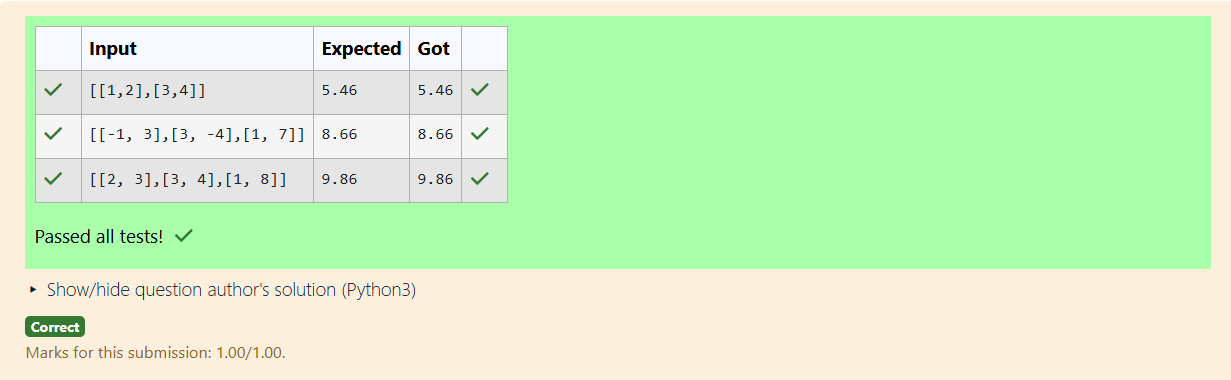 Input Expected Got
[[1,2],[3,4]] 5.46 5.46
[[-1, 3],[3, -4],[1, 7]] 8.66 8.66
[[2, 3],[3, 4],[1, 8]] 9.86 9.86
Passed all tests!
Show/hide question author's solution (Python3)
Correct
Marks for this submission: 1.00/1.00.